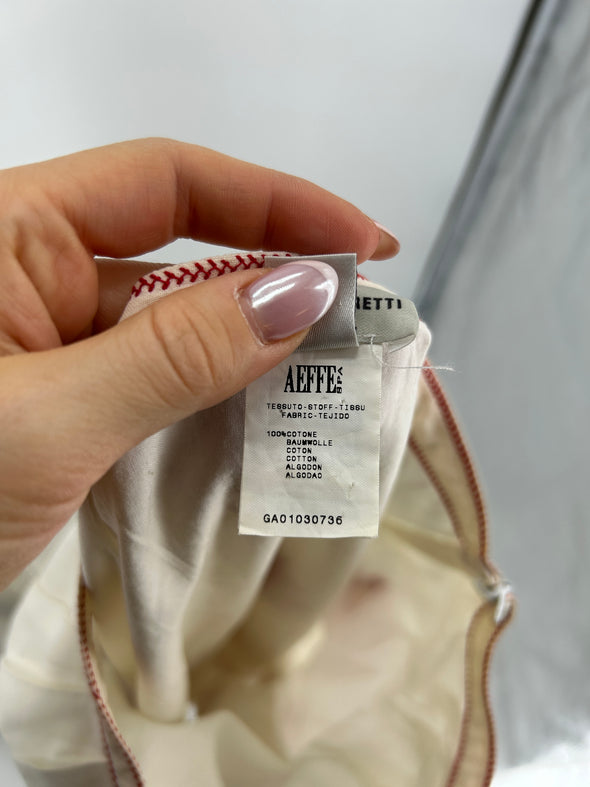 RETTI
AEFFE SPA
TESSUTO-STOFF-TISSU
FABRIC-TEJIDO
100%COTONE
BAUMWOLLE
COTON
COTTON
ALGODON
ALGODAO
GA01030736